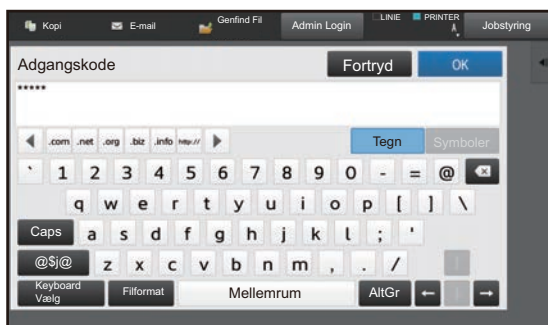 Kopi E-mail Genfind Fil Admin Login LINIE PRINTER Jobstyring
Adgangskode Fortryd OK
*****
.com .net .org .biz .info http:// Tegn Symboler
` 1 2 3 4 5 6 7 8 9 0 - = @
q w e r t y u i o p [ ] \
Caps a s d f g h j k l ; '
@$j@ z x c v b n m , . /
Keyboard Vælg Filformat Mellemrum AltGr ← →